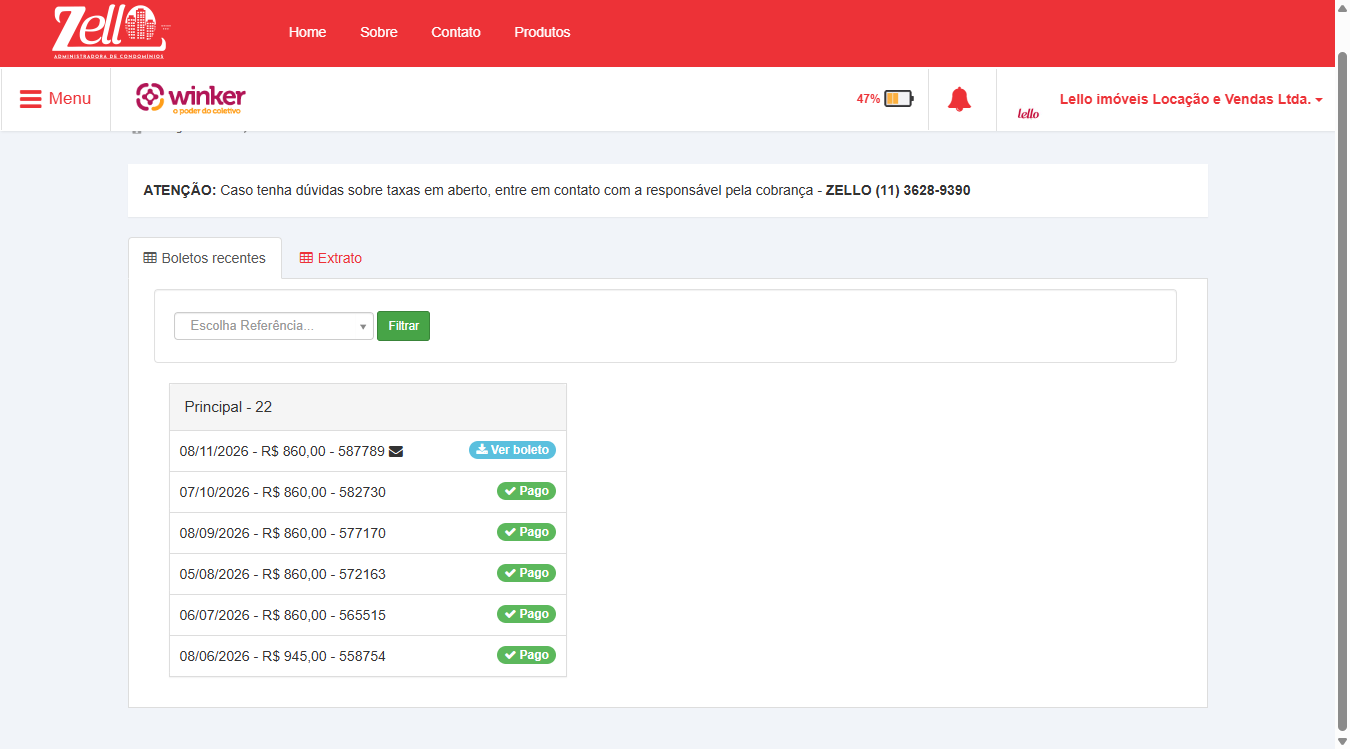 Zello
ADMINISTRADORA DE CONDOMÍNIOS
Home Sobre Contato Produtos
Menu
winker
o poder do coletivo
47%
lello
Lello imóveis Locação e Vendas Ltda.
ATENÇÃO: Caso tenha dúvidas sobre taxas em aberto, entre em contato com a responsável pela cobrança - ZELLO (11) 3628-9390
Boletos recentes Extrato
Escolha Referência... Filtrar
Principal - 22
08/11/2026 - R$ 860,00 - 587789 Ver boleto
07/10/2026 - R$ 860,00 - 582730 Pago
08/09/2026 - R$ 860,00 - 577170 Pago
05/08/2026 - R$ 860,00 - 572163 Pago
06/07/2026 - R$ 860,00 - 565515 Pago
08/06/2026 - R$ 945,00 - 558754 Pago